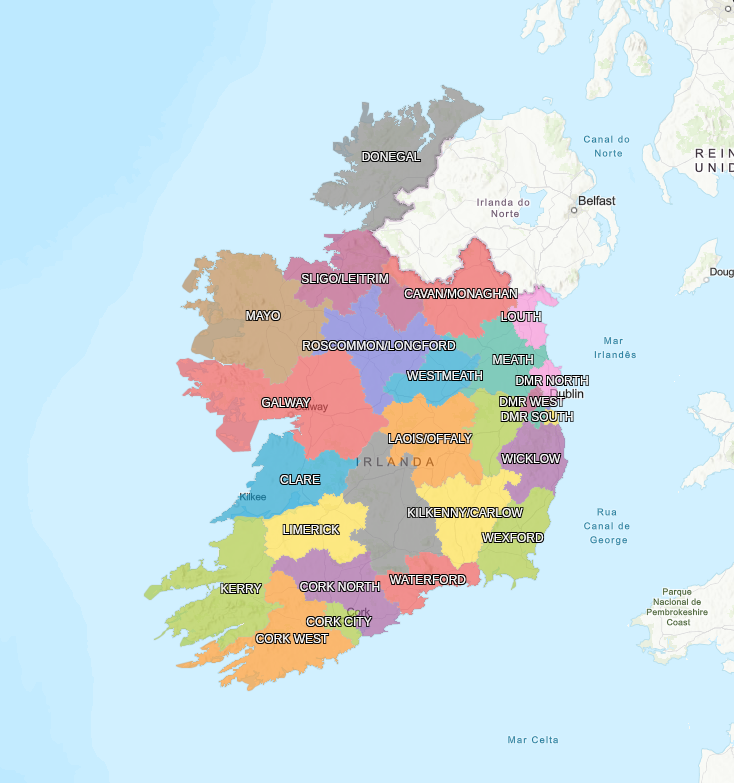 Canal do
Norte
REIN
UNID
DONEGAL
Irlanda do
Norte
Belfast
SLIGO/LEITRIM
CAVAN/MONAGHAN
Doug
MAYO
LOUTH
Mar
Irlandês
ROSCOMMON/LONGFORD
MEATH
WESTMEATH
DMR NORTH
Dublin
GALWAY
Galway
DMR WEST
DMR SOUTH
LAOIS/OFFALY
IRLANDA
WICKLOW
CLARE
Kilkee
KILKENNY/CARLOW
Rua
Canal de
George
LIMERICK
WEXFORD
WATERFORD
KERRY
CORK NORTH
Parque
Nacional de
Pembrokeshire
Coast
Cork
CORK CITY
CORK WEST
Mar Celta